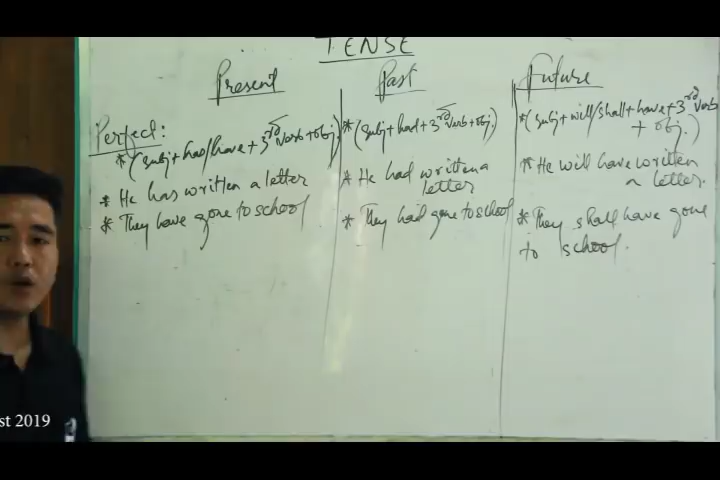 TENSE
Present Past Future
Perfect:
*(subj+has/have+3rd verb+obj)
* He has written a letter
* They have gone to school
*(subj+had+3rd verb+obj.)
* He had written a
letter
* They had gone to school
*(subj+will/shall+have+3rd verb
+ obj.)
* He will have written
a letter.
* They shall have gone
to school.
st 2019